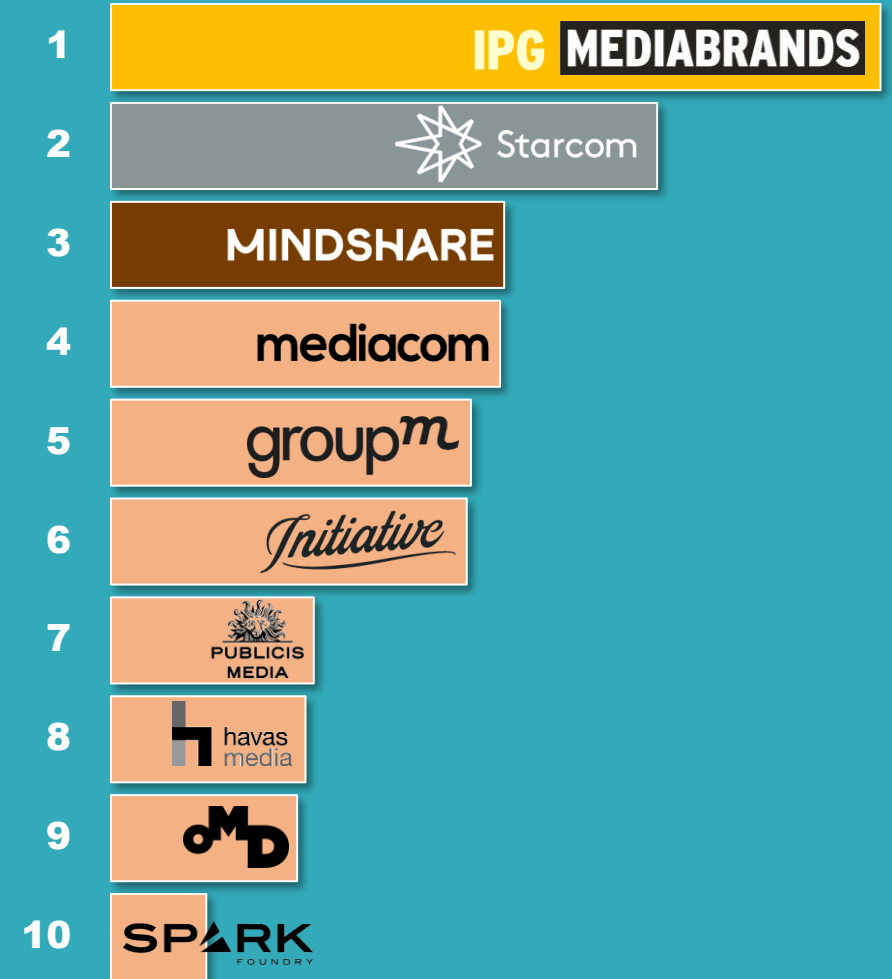 1
IPG MEDIABRANDS
2
Starcom
3
MINDSHARE
4
mediacom
5
groupm
6
Initiative
7
PUBLICIS
MEDIA
8
havas
media
9
OMD
10
SPARK
FOUNDRY